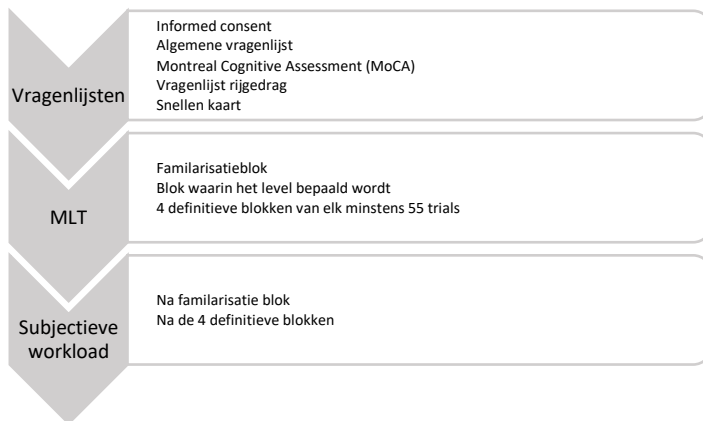 Vragenlijsten
Informed consent
Algemene vragenlijst
Montreal Cognitive Assessment (MoCA)
Vragenlijst rijgedrag
Snellen kaart
MLT
Familarisatieblok
Blok waarin het level bepaald wordt
4 definitieve blokken van elk minstens 55 trials
Subjectieve
workload
Na familarisatie blok
Na de 4 definitieve blokken